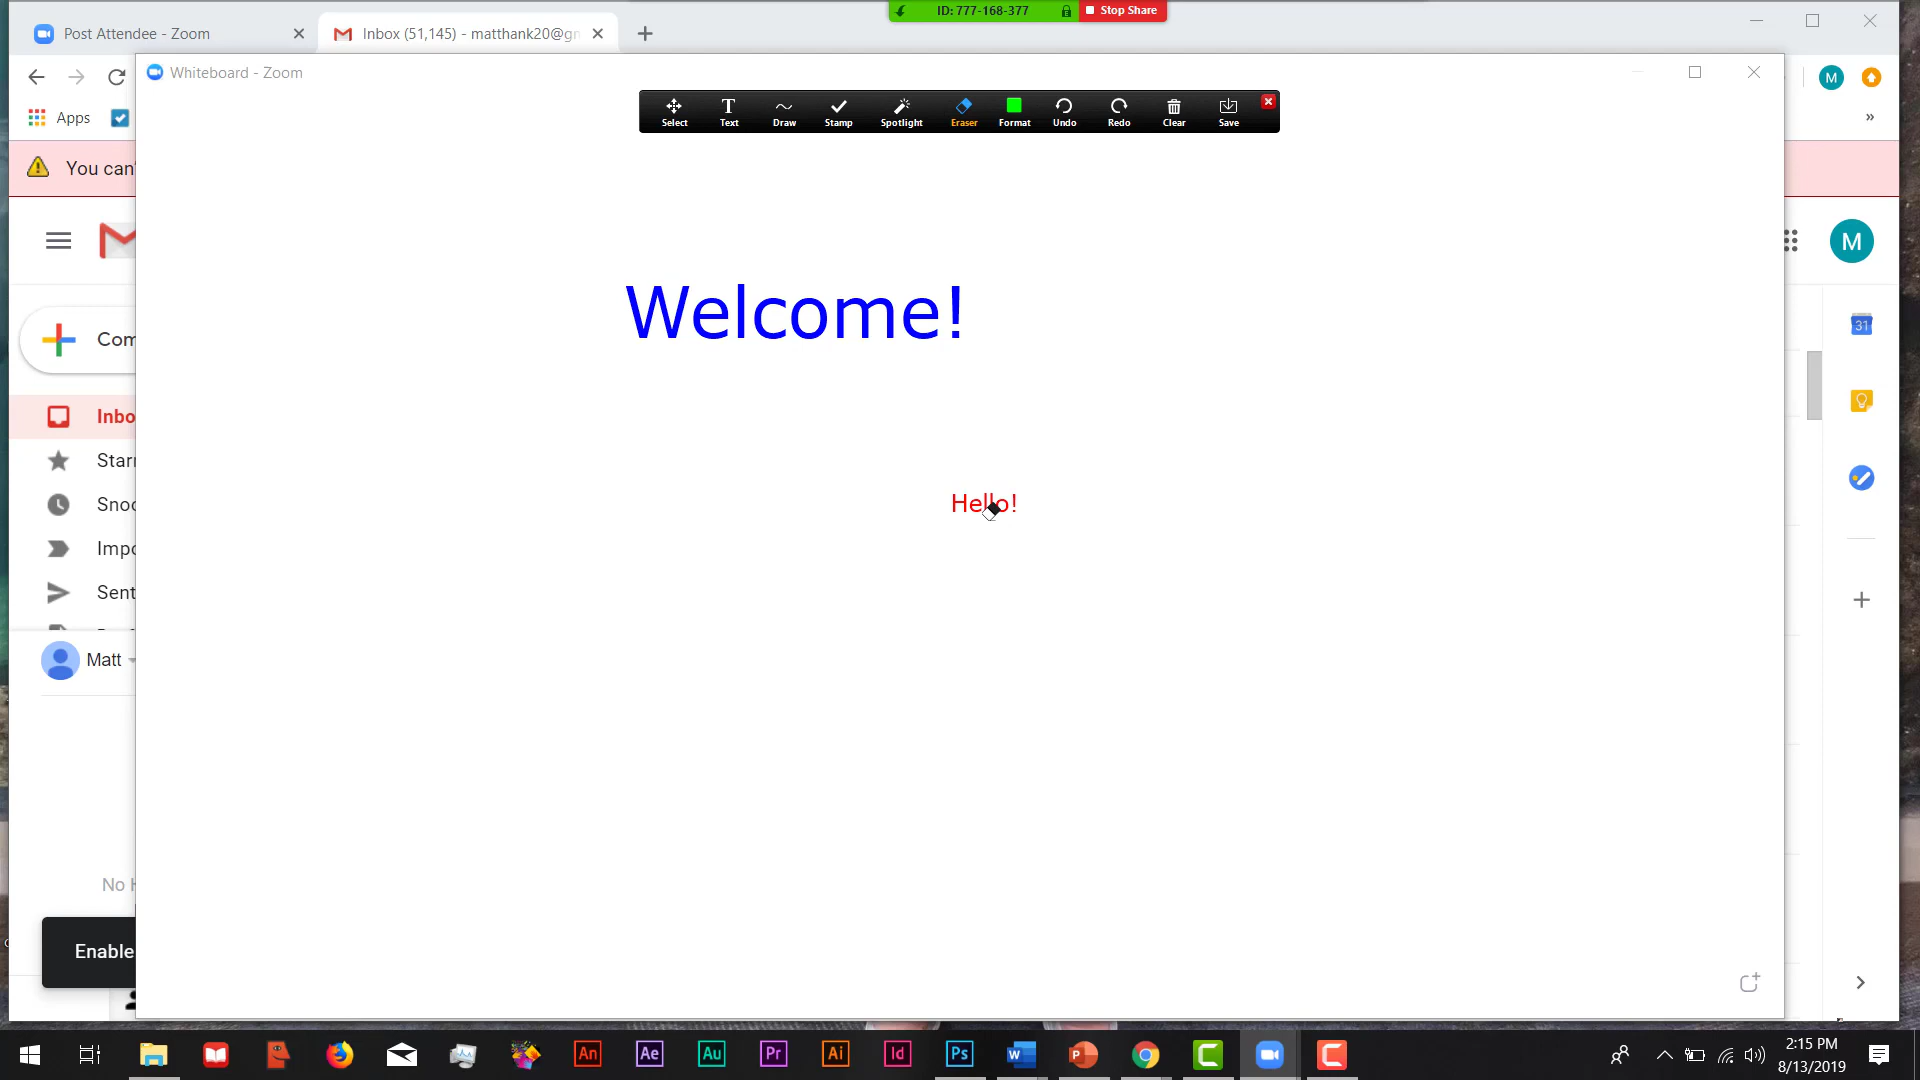 ID: 777-168-377 Stop Share
Post Attendee - Zoom
Inbox (51,145) - matthank20@gm
Whiteboard - Zoom
M
Apps
Select Text Draw Stamp Spotlight Eraser Format Undo Redo Clear Save
You can'
M
Com
Welcome!
31
Inbo
Starr
Hello!
Snoo
Impo
Sent
Matt
No H
Enable
An Ae Au Pr Ai Id Ps W P
2:15 PM
8/13/2019